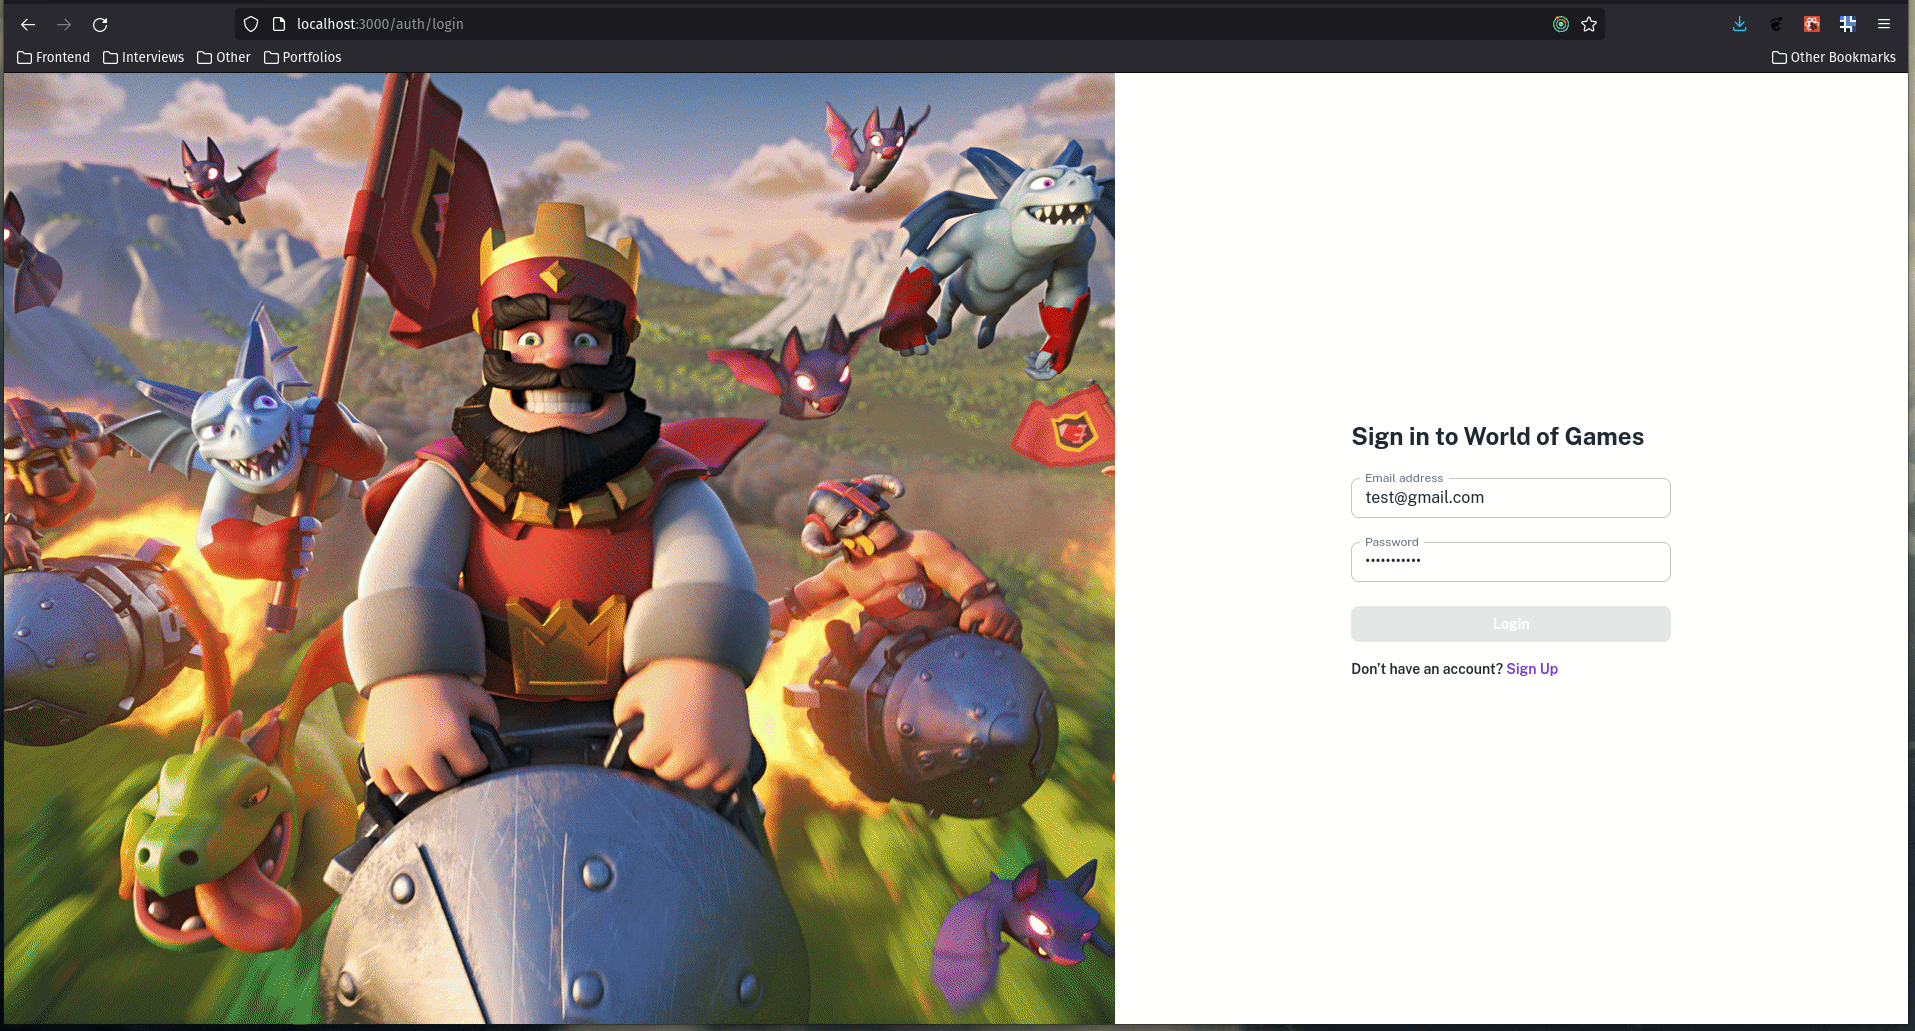 localhost:3000/auth/login
Frontend Interviews Other Portfolios Other Bookmarks
Sign in to World of Games
Email address
test@gmail.com
Password
•••••••••••
Login
Don't have an account? Sign Up